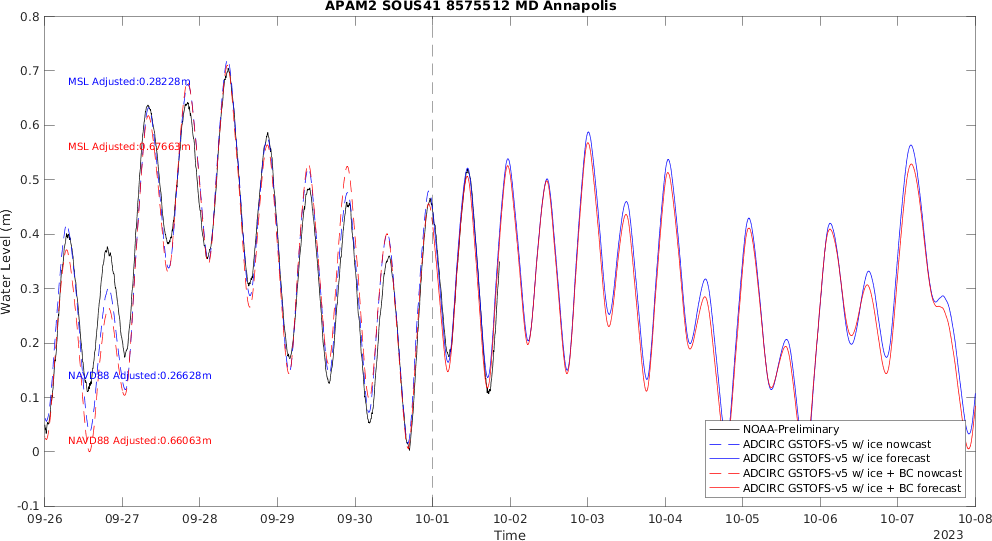 APAM2 SOUS41 8575512 MD Annapolis
0.8
0.7
0.6
0.5
0.4
0.3
0.2
0.1
0
-0.1
Water Level (m)
MSL Adjusted:0.28228m
MSL Adjusted:0.67663m
NAVD88 Adjusted:0.26628m
NAVD88 Adjusted:0.66063m
NOAA-Preliminary
ADCIRC GSTOFS-v5 w/ ice nowcast
ADCIRC GSTOFS-v5 w/ ice forecast
ADCIRC GSTOFS-v5 w/ ice + BC nowcast
ADCIRC GSTOFS-v5 w/ ice + BC forecast
09-26 09-27 09-28 09-29 09-30 10-01 10-02 10-03 10-04 10-05 10-06 10-07 10-08
Time
2023